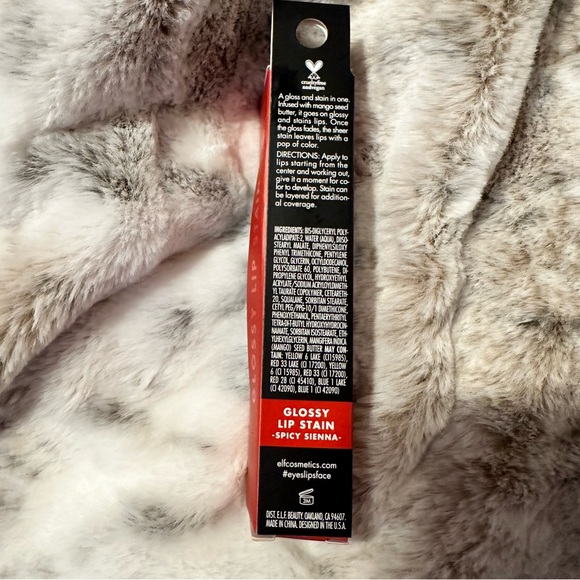 crueltyfree
andvegan
A gloss and stain in one.
Infused with mango seed
butter, it goes on glossy
and stains lips. Once
the gloss fades, the sheer
stain leaves lips with a
pop of color.
DIRECTIONS: Apply to
lips starting from the
center and working out,
give it a moment for co-
lor to develop. Stain can
be layered for addition-
al coverage.
INGREDIENTS: BIS-DIGLYCERYL POLY-
ACYLADIPATE-2, WATER (AQUA), DIISO-
STEARYL MALATE, DIPHENYLSILOXY
PHENYL TRIMETHICONE, PENTYLENE
GLYCOL, GLYCERIN, OCTYLDODECANOL,
POLYSORBATE 60, POLYBUTENE, DI-
PROPYLENE GLYCOL, HYDROXYETHYL
ACRYLATE/SODIUM ACRYLOYLDIMETH-
YL TAURATE COPOLYMER, CETEARETH-
20, SQUALANE, SORBITAN STEARATE,
CETYL PEG/PPG-10/1 DIMETHICONE,
PHENOXYETHANOL, PENTAERYTHRITYL
TETRA-DI-T-BUTYL HYDROXYHYDROCIN-
NAMATE, SORBITAN ISOSTEARATE, ETH-
YLHEXYLGLYCERIN, MANGIFERA INDICA
(MANGO) SEED BUTTER MAY CON-
TAIN: YELLOW 6 LAKE (CI15985),
RED 33 LAKE (CI 17200), YELLOW
6 (CI 15985), RED 33 (CI 17200),
RED 28 (CI 45410), BLUE 1 LAKE
(CI 42090), BLUE 1 (CI 42090)
GLOSSY
LIP STAIN
-SPICY SIENNA-
elfcosmetics.com
#eyeslipsface
DIST. E.L.F. BEAUTY, OAKLAND, CA 94607.
MADE IN CHINA. DESIGNED IN THE U.S.A.
GLOSSY LIP